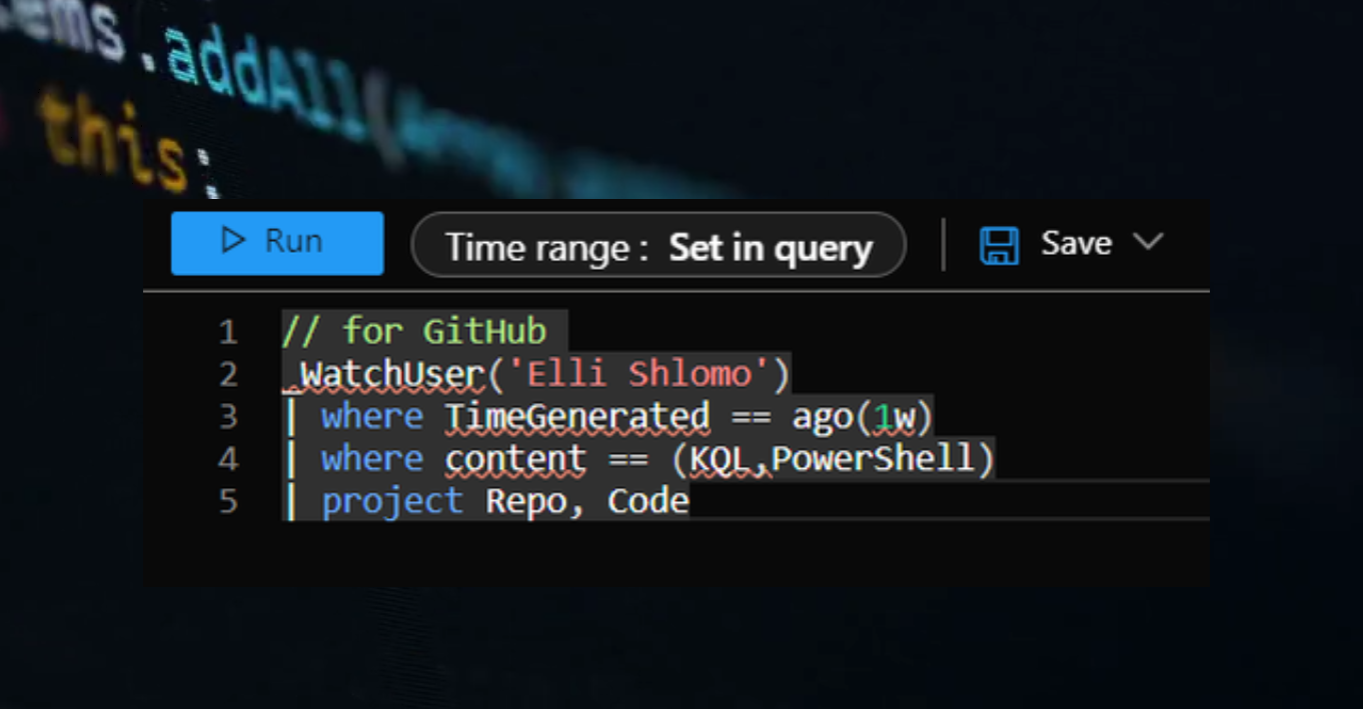 ems.addAll(
this:
Run Time range : Set in query Save
1 // for GitHub
2 _WatchUser('Elli Shlomo')
3 | where TimeGenerated == ago(1w)
4 | where content == (KQL,PowerShell)
5 | project Repo, Code